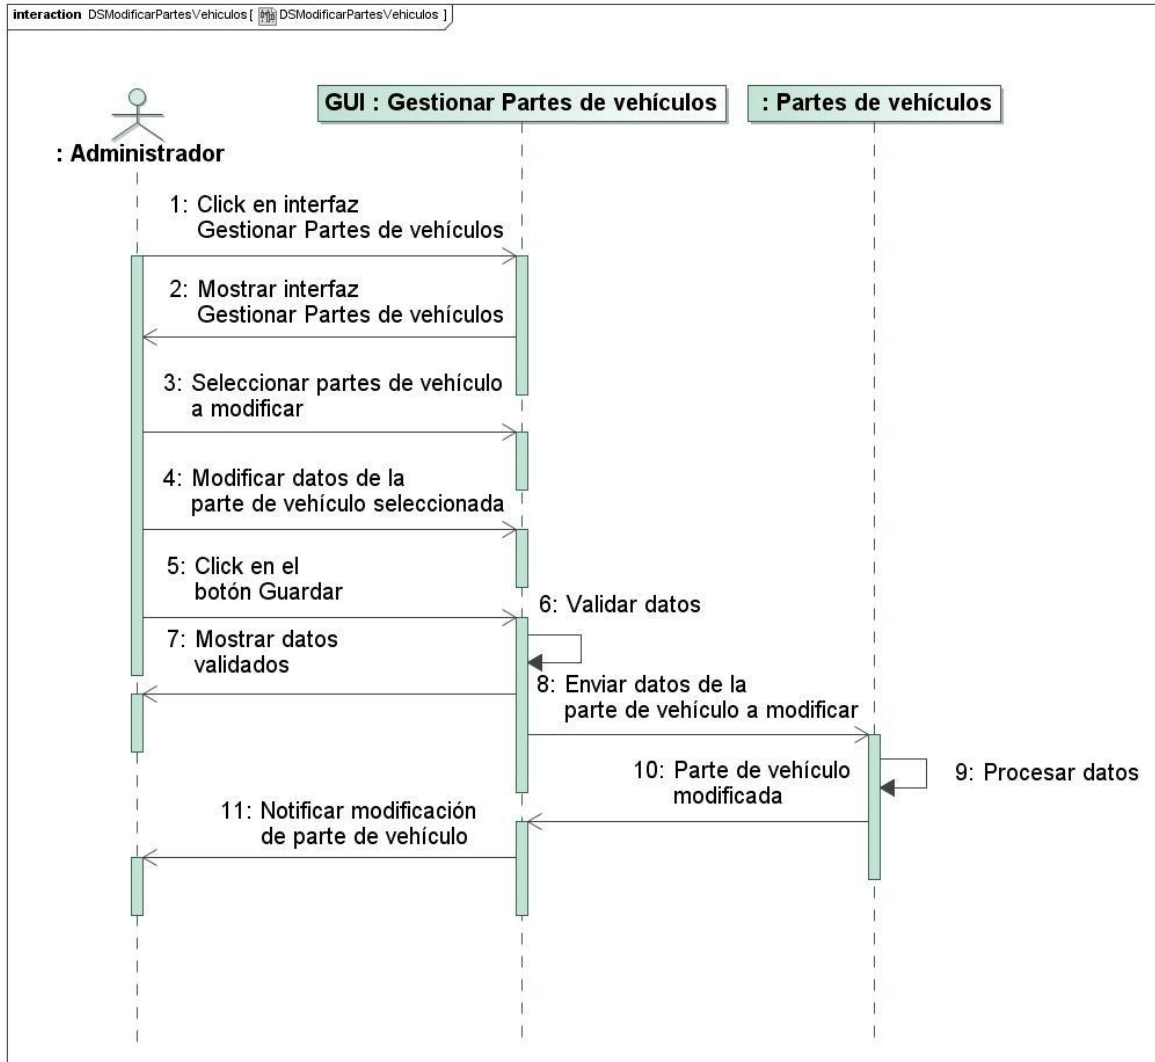 interaction DSModificarPartesVehiculos [ DSModificarPartesVehiculos ]
GUI : Gestionar Partes de vehículos
: Partes de vehículos
: Administrador
1: Click en interfaz
Gestionar Partes de vehículos
2: Mostrar interfaz
Gestionar Partes de vehículos
3: Seleccionar partes de vehículo
a modificar
4: Modificar datos de la
parte de vehículo seleccionada
5: Click en el
botón Guardar
6: Validar datos
7: Mostrar datos
validados
8: Enviar datos de la
parte de vehículo a modificar
9: Procesar datos
10: Parte de vehículo
modificada
11: Notificar modificación
de parte de vehículo